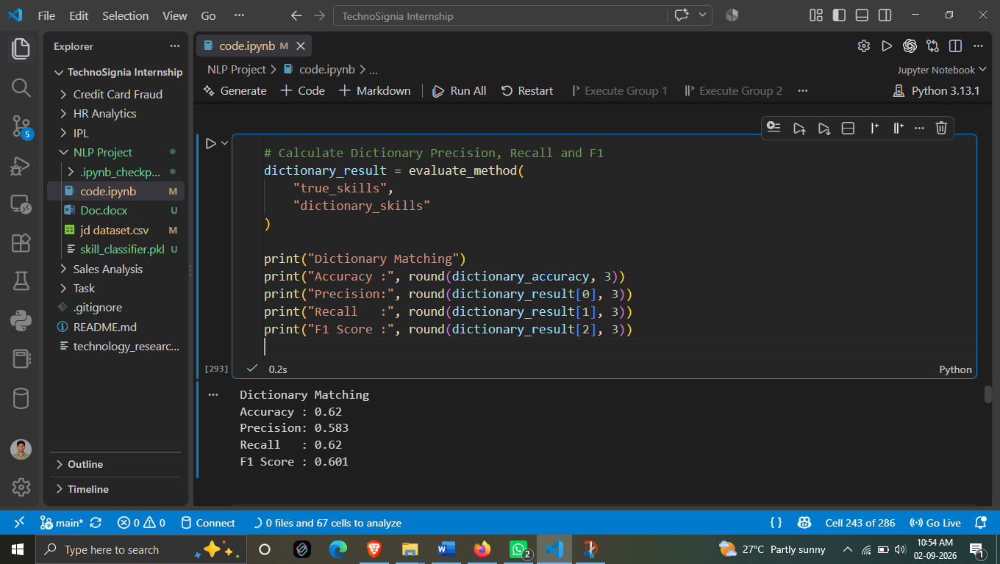 File Edit Selection View Go ···
TechnoSignia Internship
Explorer
TechnoSignia Internship
Credit Card Fraud
HR Analytics
IPL
NLP Project
.ipynb_checkp...
code.ipynb M
Doc.docx U
jd dataset.csv M
skill_classifier.pkl U
Sales Analysis
Task
.gitignore
README.md
technology_researc...
Outline
Timeline
5
code.ipynb M
NLP Project > code.ipynb > ...
Jupyter Notebook
Generate + Code + Markdown Run All Restart Execute Group 1 Execute Group 2 ···
Python 3.13.1
# Calculate Dictionary Precision, Recall and F1
dictionary_result = evaluate_method(
"true_skills",
"dictionary_skills"
)
print("Dictionary Matching")
print("Accuracy :", round(dictionary_accuracy, 3))
print("Precision:", round(dictionary_result[0], 3))
print("Recall   :", round(dictionary_result[1], 3))
print("F1 Score :", round(dictionary_result[2], 3))
[293] 0.2s
Python
Dictionary Matching
Accuracy : 0.62
Precision: 0.583
Recall   : 0.62
F1 Score : 0.601
main* 0 0 Connect 0 files and 67 cells to analyze
{ } Cell 243 of 286 Go Live
Type here to search
2
27°C Partly sunny
10:54 AM
02-09-2026
1